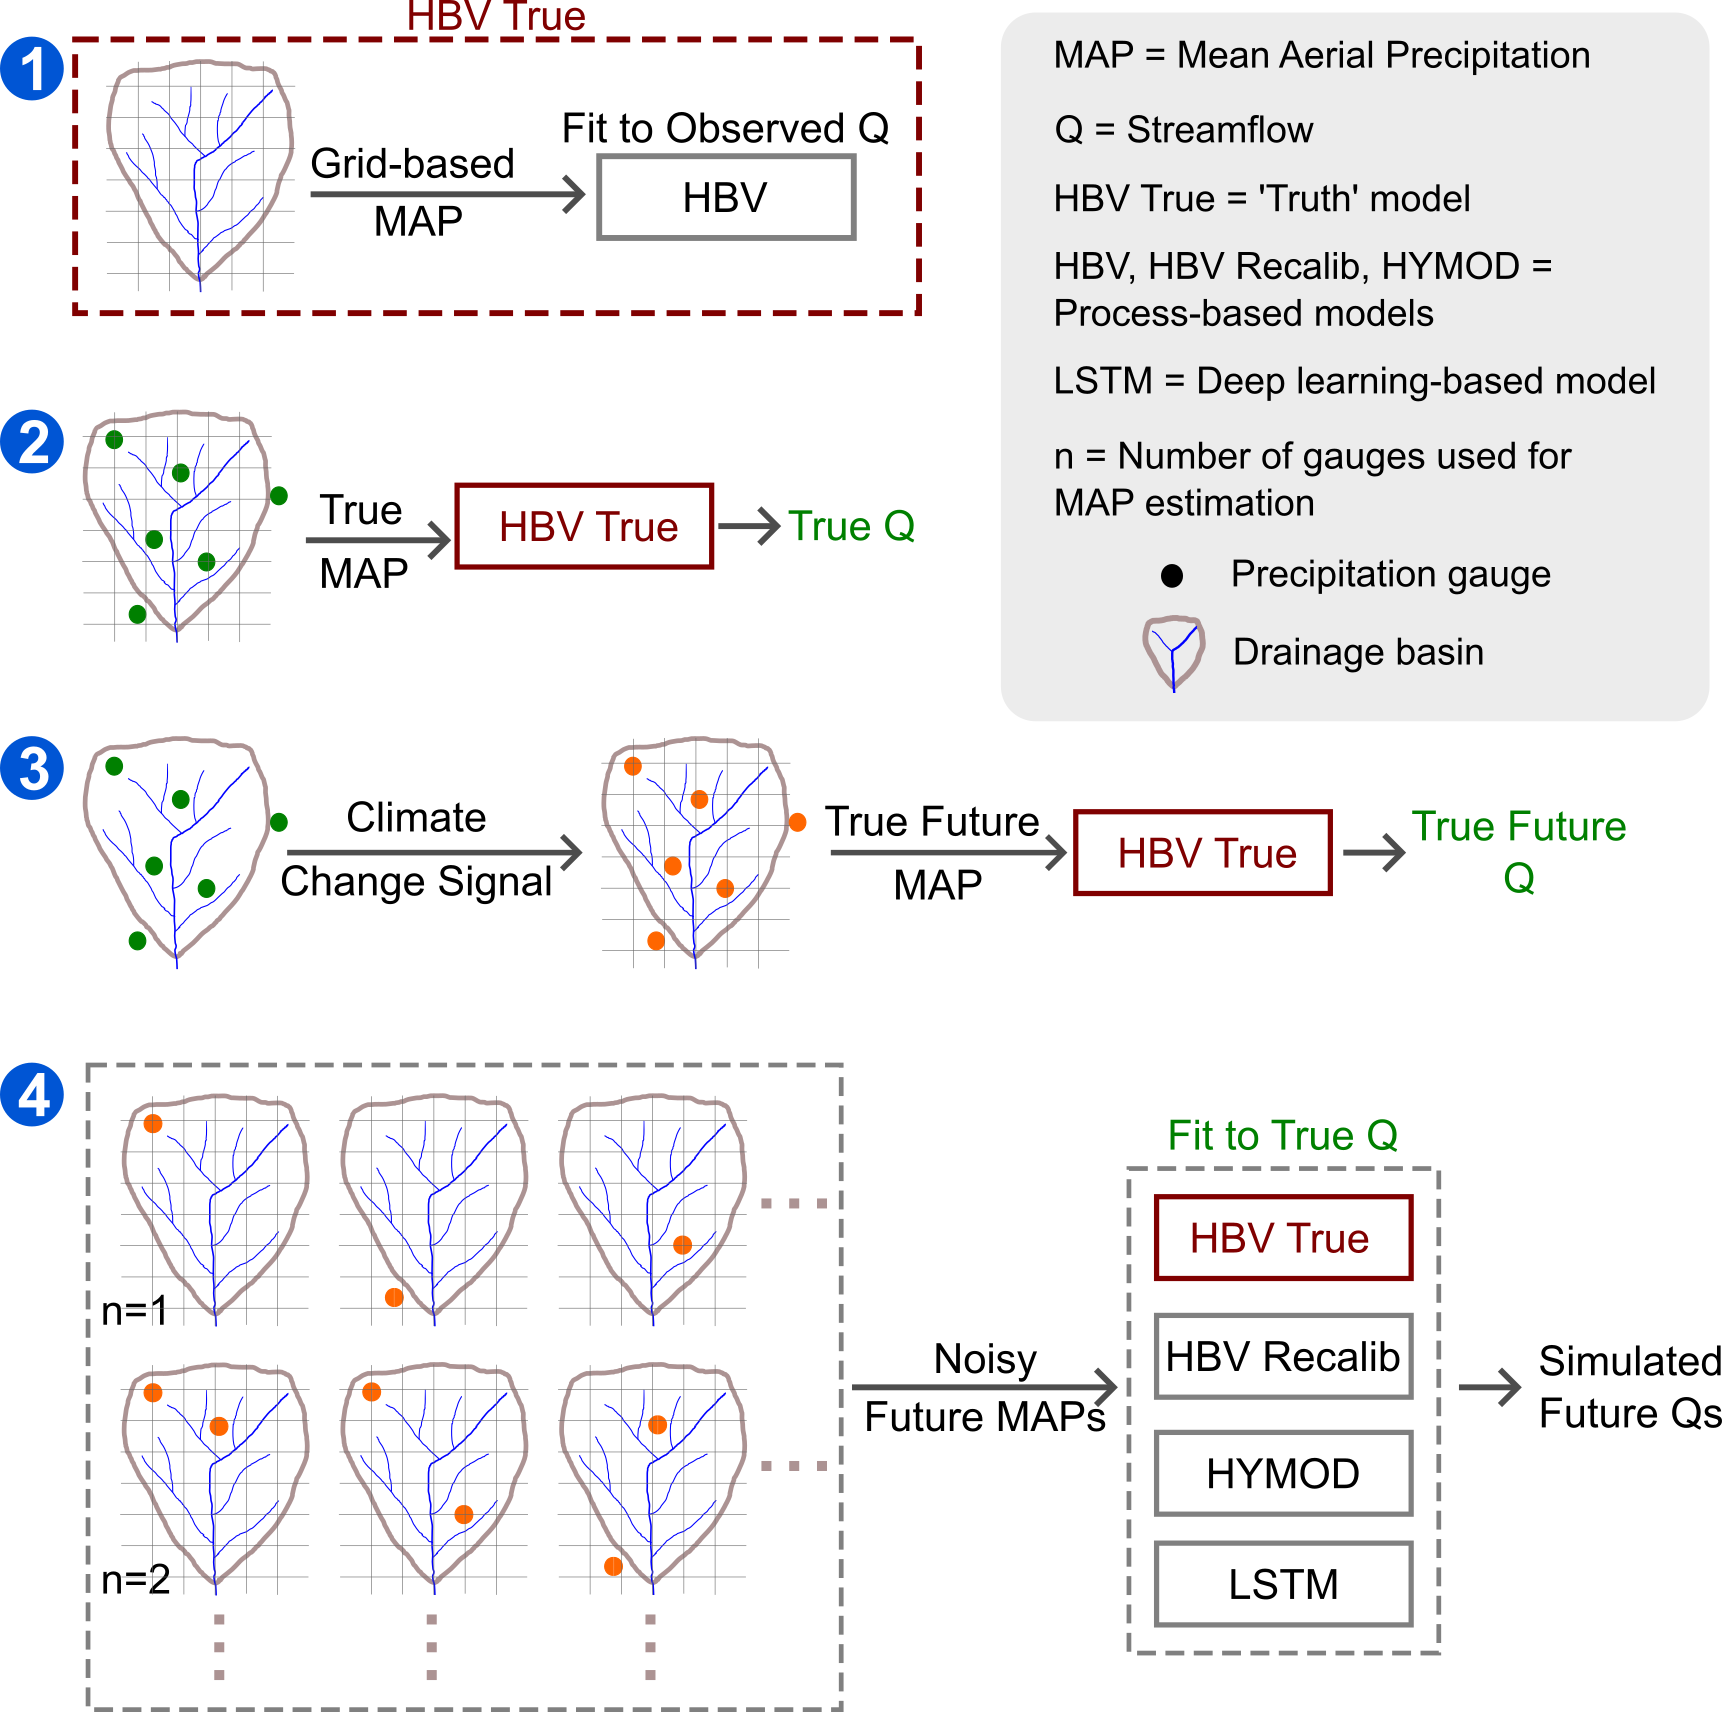 HBV True
1
Grid-based
MAP
Fit to Observed Q
HBV
MAP = Mean Aerial Precipitation
Q = Streamflow
HBV True = 'Truth' model
HBV, HBV Recalib, HYMOD =
Process-based models
LSTM = Deep learning-based model
n = Number of gauges used for
MAP estimation
Precipitation gauge
Drainage basin
2
True
MAP
HBV True
True Q
3
Climate
Change Signal
True Future
MAP
HBV True
True Future
Q
4
n=1
n=2
Noisy
Future MAPs
Fit to True Q
HBV True
HBV Recalib
HYMOD
LSTM
Simulated
Future Qs